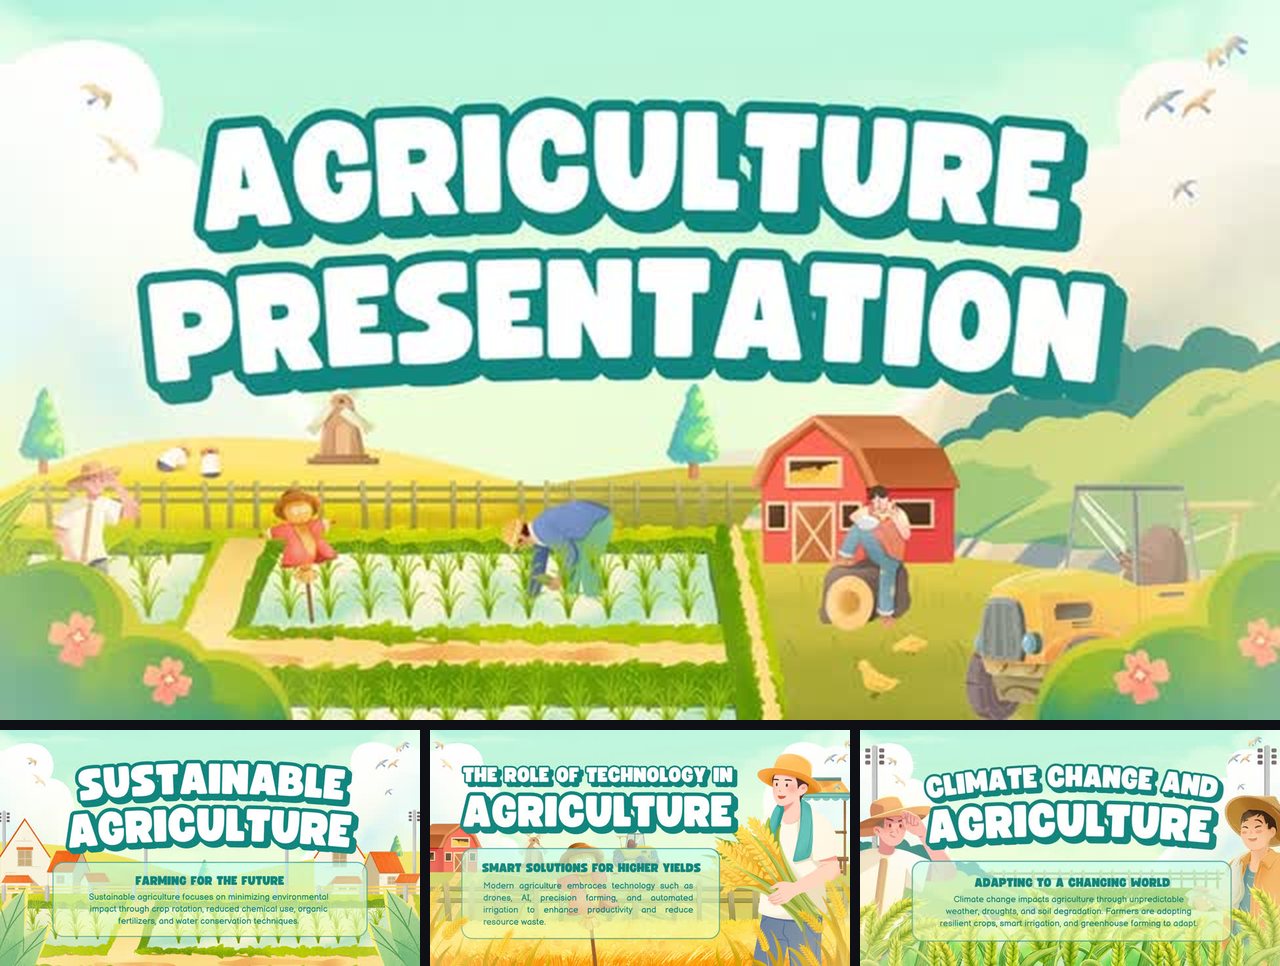 AGRICULTURE
PRESENTATION
SUSTAINABLE
AGRICULTURE
FARMING FOR THE FUTURE
Sustainable agriculture focuses on minimizing environmental
impact through crop rotation, reduced chemical use, organic
fertilizers, and water conservation techniques.
THE ROLE OF TECHNOLOGY IN
AGRICULTURE
SMART SOLUTIONS FOR HIGHER YIELDS
Modern agriculture embraces technology such as
drones, AI, precision farming, and automated
irrigation to enhance productivity and reduce
resource waste.
CLIMATE CHANGE AND
AGRICULTURE
ADAPTING TO A CHANGING WORLD
Climate change impacts agriculture through unpredictable
weather, droughts, and soil degradation. Farmers are adopting
resilient crops, smart irrigation, and greenhouse farming to adapt.